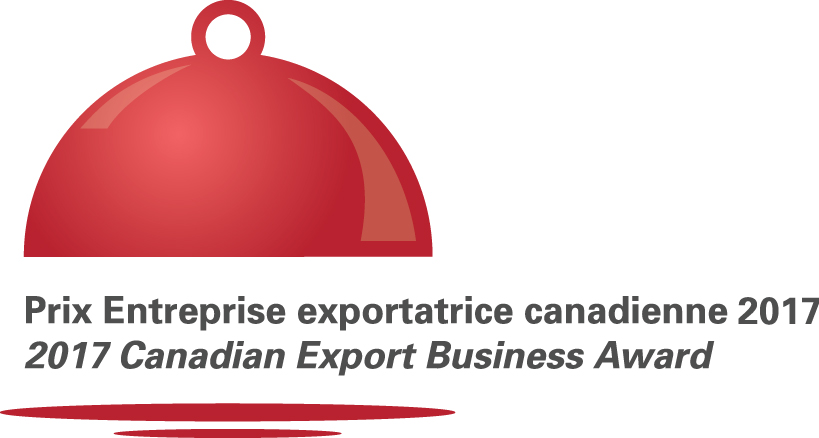 Prix Entreprise exportatrice canadienne 2017
2017 Canadian Export Business Award